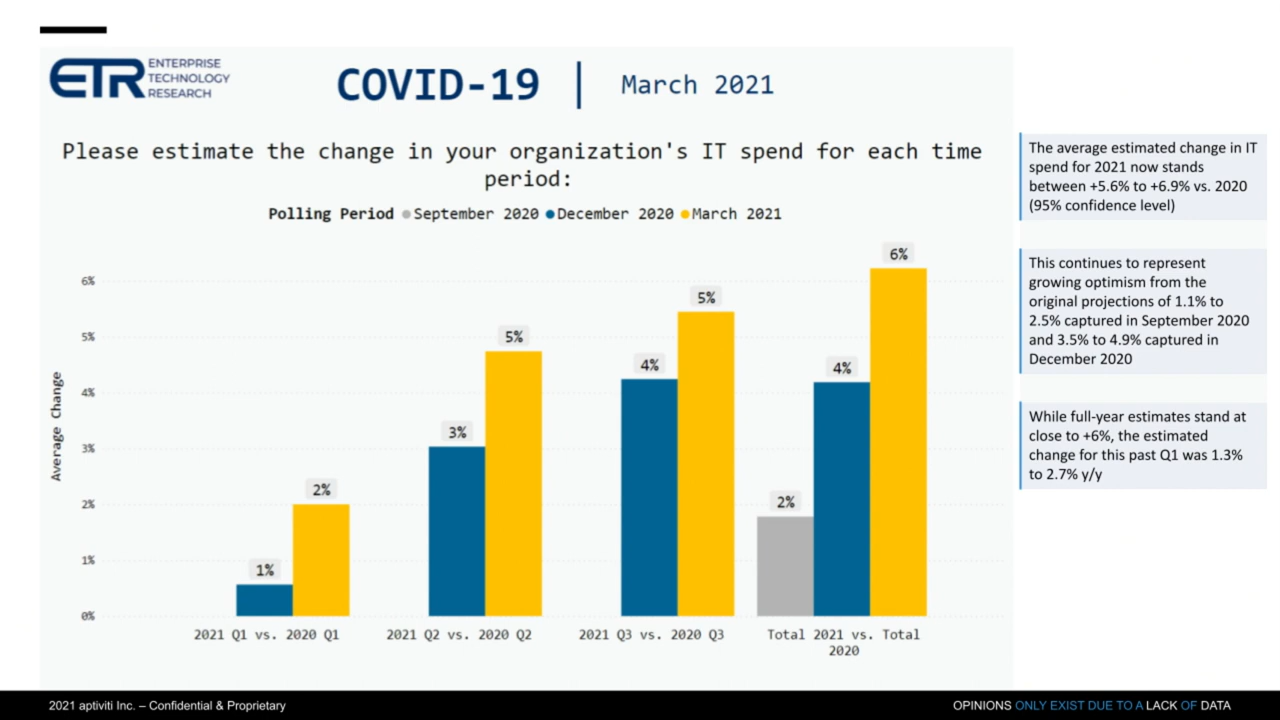 ETR ENTERPRISE
TECHNOLOGY
RESEARCH
COVID-19 | March 2021
Please estimate the change in your organization's IT spend for each time
period:
Polling Period September 2020 December 2020 March 2021
Average Change
6%
5%
4%
3%
2%
1%
0%
1%
2%
3%
5%
4%
5%
2%
4%
6%
2021 Q1 vs. 2020 Q1
2021 Q2 vs. 2020 Q2
2021 Q3 vs. 2020 Q3
Total 2021 vs. Total
2020
The average estimated change in IT
spend for 2021 now stands
between +5.6% to +6.9% vs. 2020
(95% confidence level)
This continues to represent
growing optimism from the
original projections of 1.1% to
2.5% captured in September 2020
and 3.5% to 4.9% captured in
December 2020
While full-year estimates stand at
close to +6%, the estimated
change for this past Q1 was 1.3%
to 2.7% y/y
2021 aptiviti Inc. – Confidential & Proprietary
OPINIONS ONLY EXIST DUE TO A LACK OF DATA